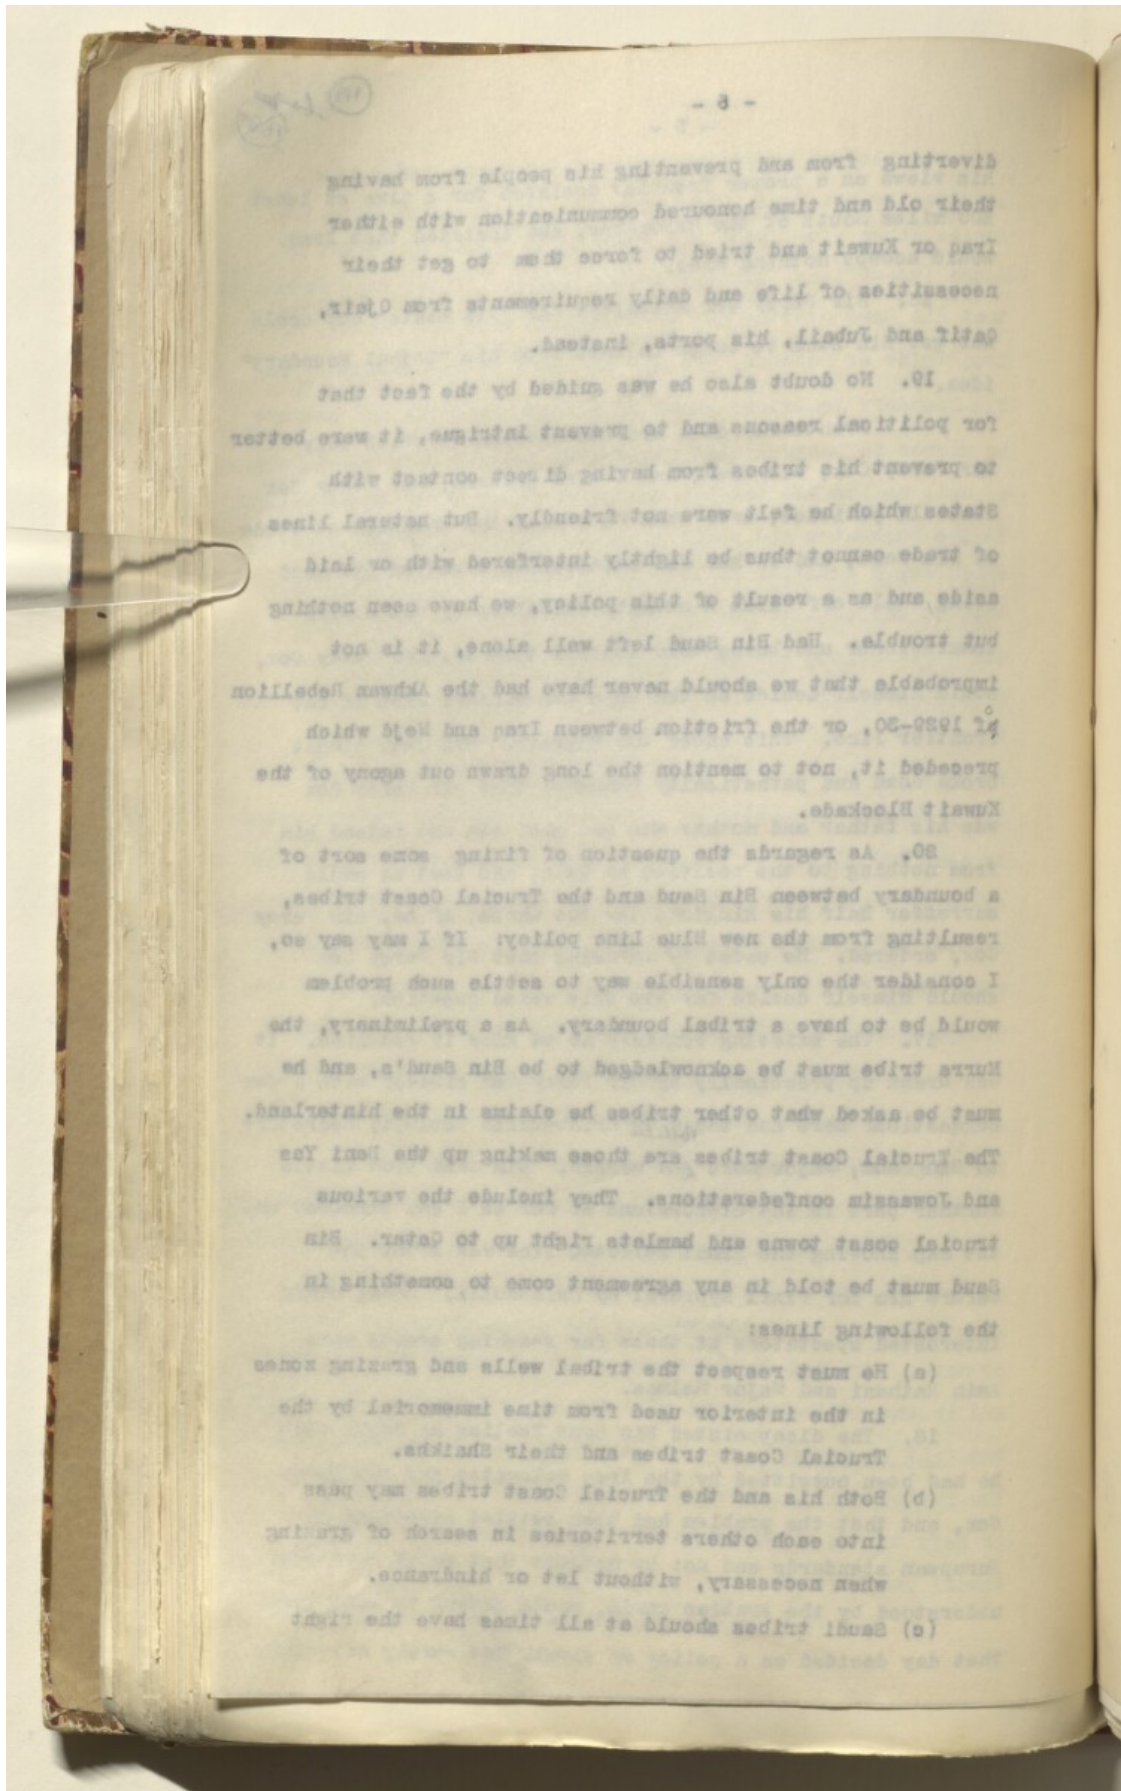 - 6 -
diverting from and preventing his people from having
their old and time honoured communication with either
Iraq or Kuwait and tried to force them to get their
necessities of life and daily requirements from Ojair,
Qatif and Jubail, his ports, instead.
19. No doubt also he was guided by the fact that
for political reasons and to prevent intrigue, it were better
to prevent his tribes from having direct contact with
States which he felt were not friendly. But natural lines
of trade cannot thus be lightly interfered with or laid
aside and as a result of this policy, we have seen nothing
but trouble. Had Bin Saud left well alone, it is not
improbable that we should never have had the Akhwan Rebellion
of 1929-30, or the friction between Iraq and Nejd which
preceded it, not to mention the long drawn out agony of the
Kuwait Blockade.
20. As regards the question of fixing some sort of
a boundary between Bin Saud and the Trucial Coast tribes,
resulting from the new Blue Line policy: If I may say so,
I consider the only sensible way to settle such problem
would be to have a tribal boundary. As a preliminary, the
Murra tribe must be acknowledged to be Bin Saud's, and he
must be asked what other tribes he claims in the hinterland.
The Trucial Coast tribes are those making up the Bani Yas
and Jowassim confederations. They include the various
trucial coast towns and hamlets right up to Qatar. Bin
Saud must be told in any agreement come to something in
the following lines:
(a) He must respect the tribal wells and grazing zones
in the interior used from time immemorial by the
Trucial Coast tribes and their Shaikhs.
(b) Both his and the Trucial Coast tribes may pass
into each others territories in search of grazing
when necessary, without let or hindrance.
(c) Saudi tribes should at all times have the right